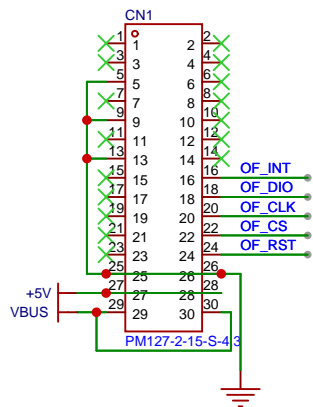 CN1
1 1 2 2
3 3 4 4
5 5 6 6
7 7 8 8
9 9 10 10
11 11 12 12
13 13 14 14
15 15 16 16 OF_INT
17 17 18 18 OF_DIO
19 19 20 20 OF_CLK
21 21 22 22 OF_CS
23 23 24 24 OF_RST
25 25 26 26
+5V 27 27 28 28
VBUS 29 29 30 30
PM127-2-15-S-4.3